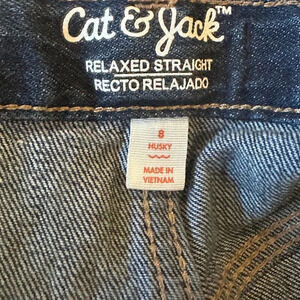 Cat & Jack™
RELAXED STRAIGHT
RECTO RELAJADO
8
HUSKY
MADE IN
VIETNAM